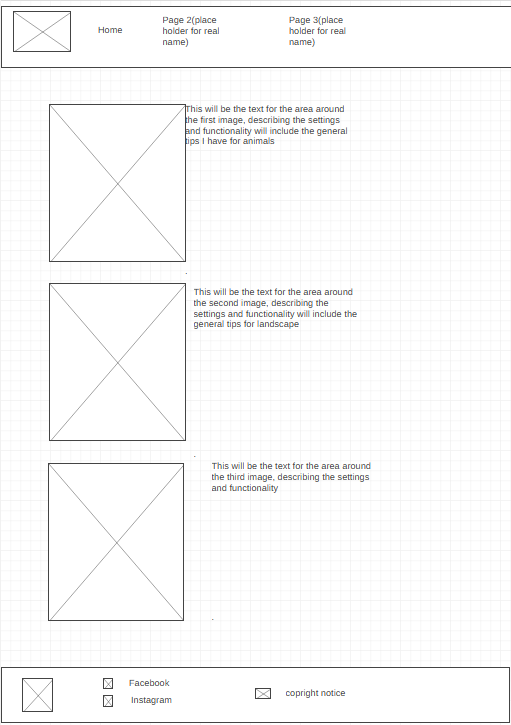 Home
Page 2(place
holder for real
name)
Page 3(place
holder for real
name)
This will be the text for the area around
the first image, describing the settings
and functionality will include the general
tips I have for animals
This will be the text for the area around
the second image, describing the
settings and functionality will include the
general tips for landscape
This will be the text for the area around
the third image, describing the settings
and functionality
Facebook
Instagram
copright notice